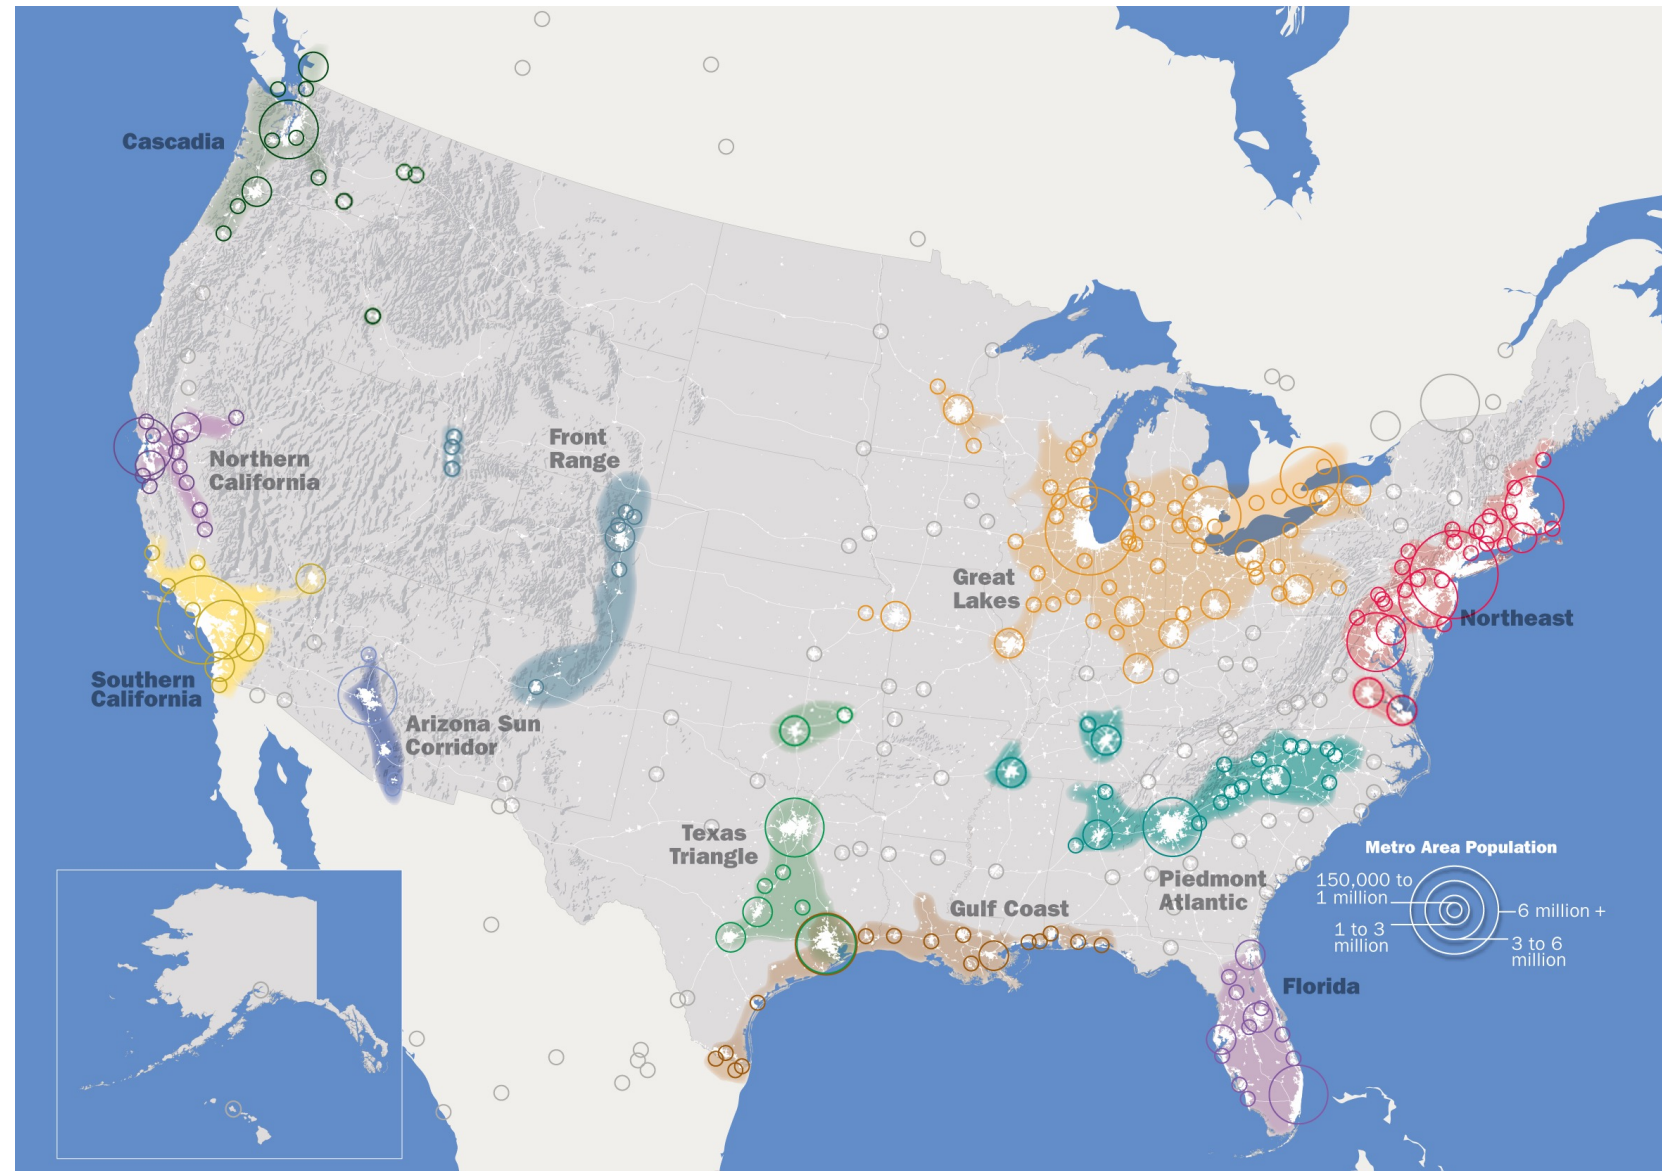 Cascadia
Front
Range
Northern
California
Great
Lakes
Northeast
Southern
California
Arizona Sun
Corridor
Texas
Triangle
Piedmont
Atlantic
Gulf Coast
Florida
Metro Area Population
150,000 to
1 million
6 million +
1 to 3
million
3 to 6
million